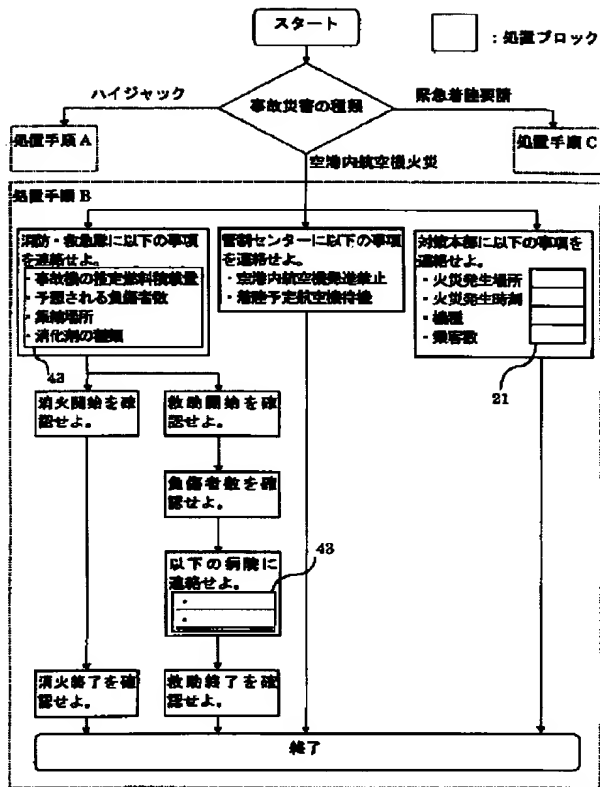 スタート
：処置ブロック
事故災害の種類
ハイジャック
緊急着陸要請
処置手順A
処置手順C
空港内航空機火災
処置手順B
消防・救急隊に以下の事項
を連絡せよ。
・事故機の推定燃料積載量
・予想される負傷者数
・集結場所
・消化剤の種類
管制センターに以下の事項
を連絡せよ。
・空港内航空機発進禁止
・着陸予定航空機待機
対策本部に以下の事項を
連絡せよ。
・火災発生場所
・火災発生時刻
・機種
・乗客数
43
21
消火開始を確
認せよ。
救助開始を確
認せよ。
負傷者数を確
認せよ。
以下の病院に
連絡せよ。
・
・
43
消火終了を確
認せよ。
救助終了を確
認せよ。
終了